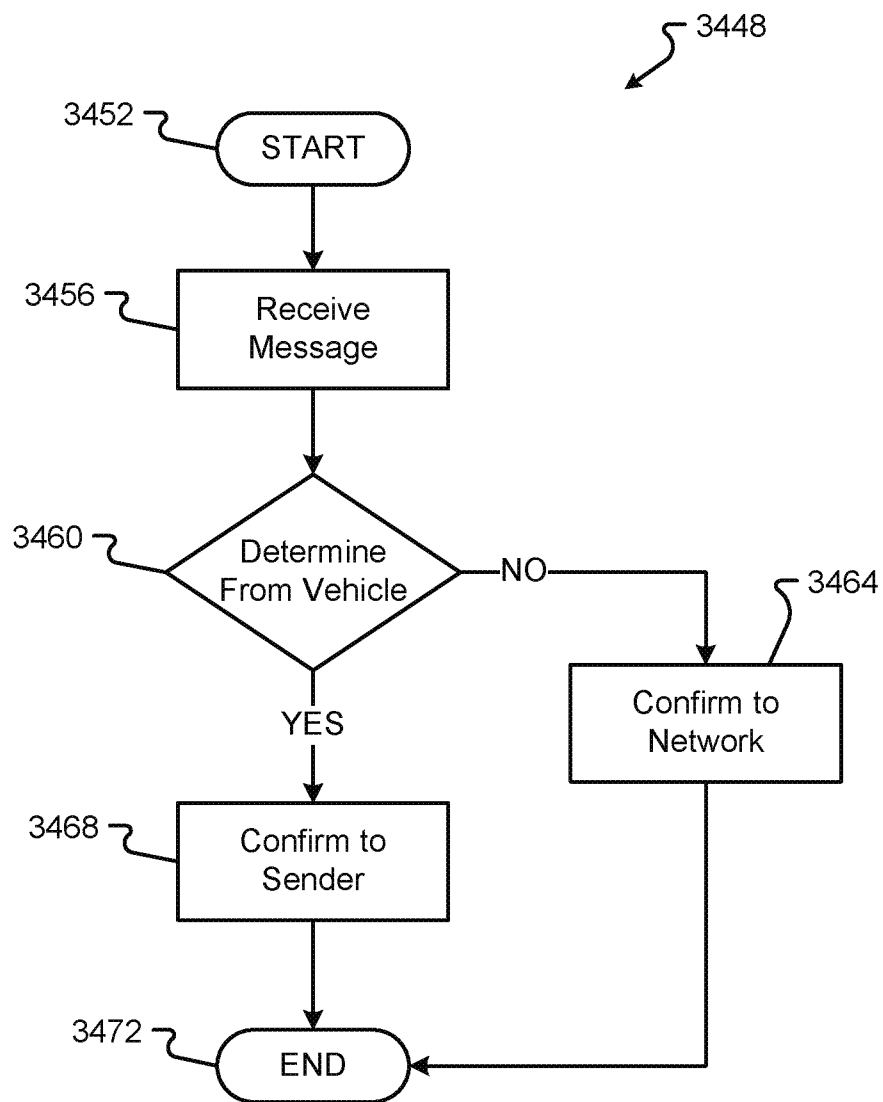 3448
3452
START
3456
Receive
Message
3460
Determine
From Vehicle
NO
3464
Confirm to
Network
YES
3468
Confirm to
Sender
3472
END